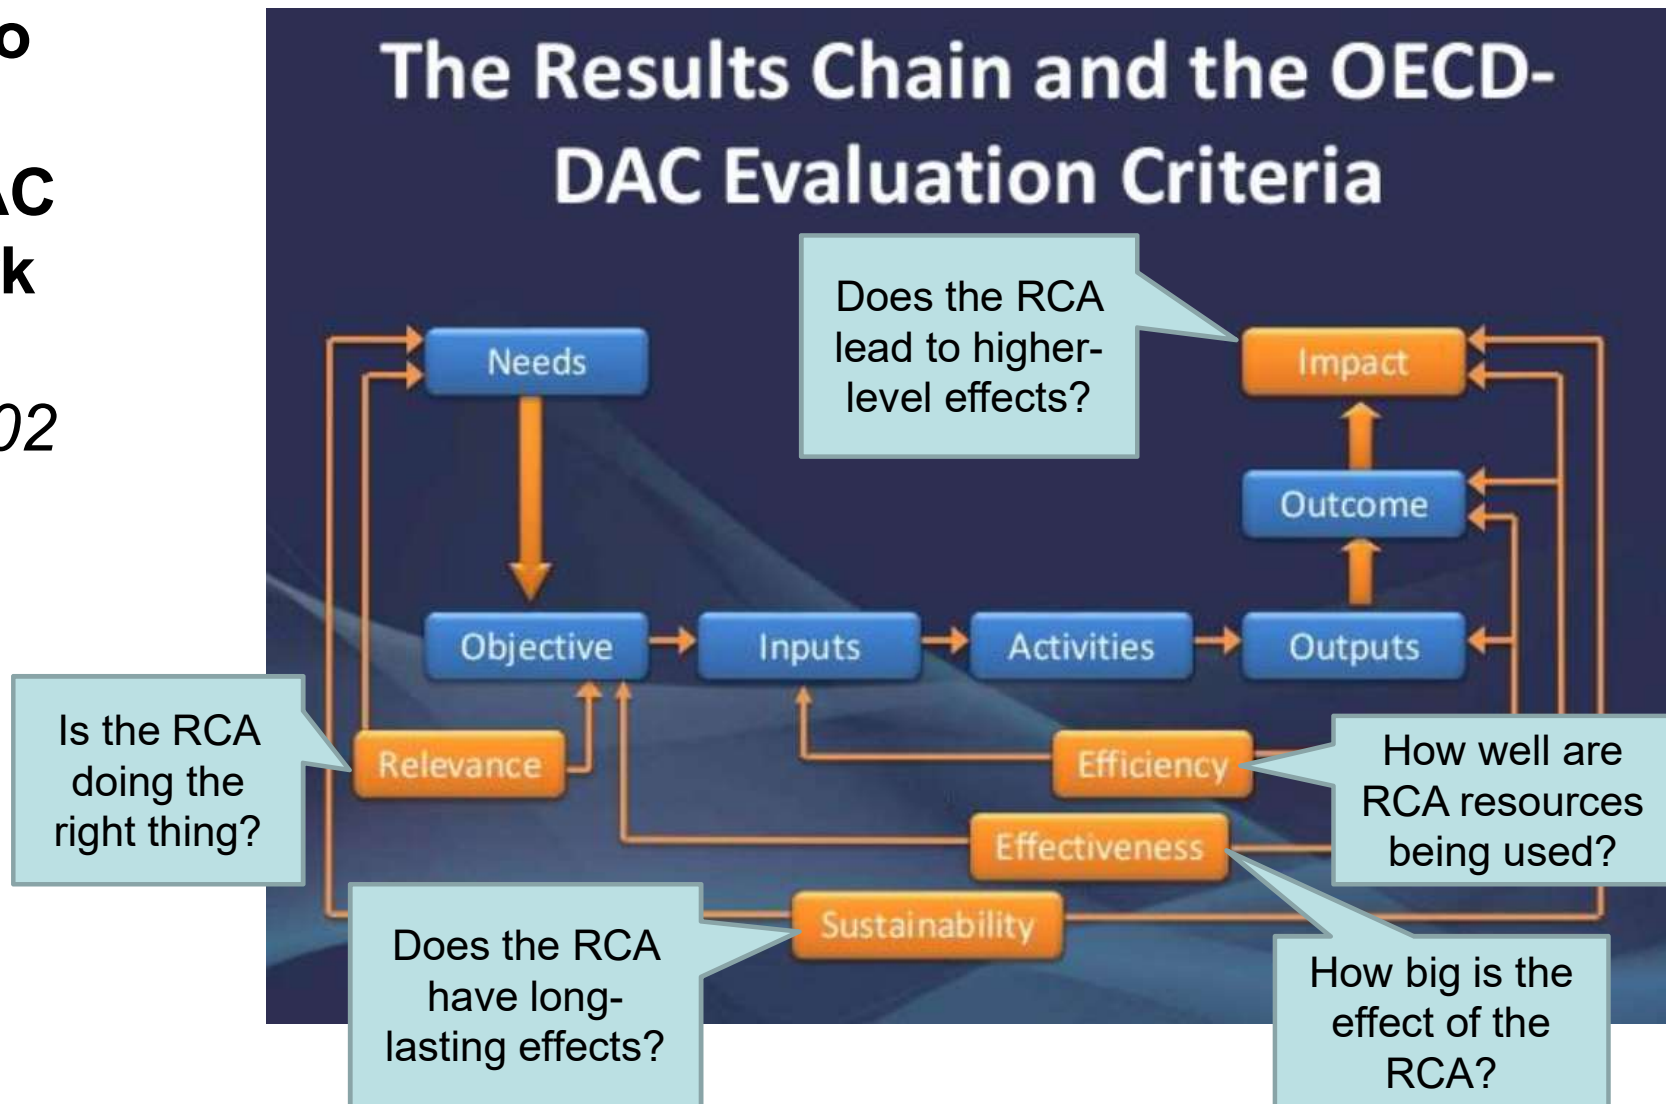 o
AC
k
02
The Results Chain and the OECD-
DAC Evaluation Criteria
Does the RCA
lead to higher-
level effects?
Needs
Impact
Outcome
Objective
Inputs
Activities
Outputs
Is the RCA
doing the
right thing?
Relevance
Efficiency
How well are
RCA resources
being used?
Effectiveness
Sustainability
Does the RCA
have long-
lasting effects?
How big is the
effect of the
RCA?